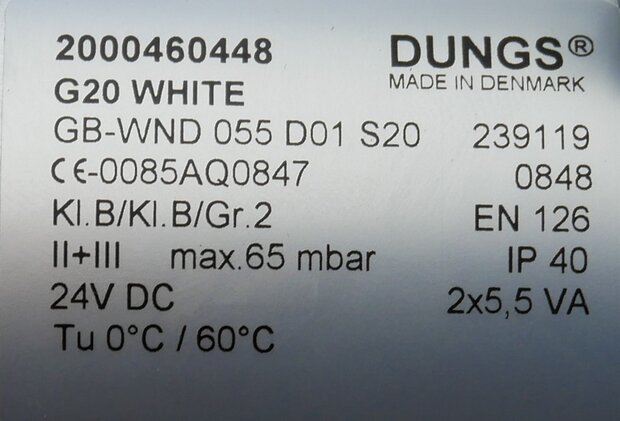 2000460448 DUNGS®
G20 WHITE MADE IN DENMARK
GB-WND 055 D01 S20 239119
CE-0085AQ0847 0848
Kl.B/Kl.B/Gr.2 EN 126
II+III max.65 mbar IP 40
24V DC 2x5,5 VA
Tu 0°C / 60°C